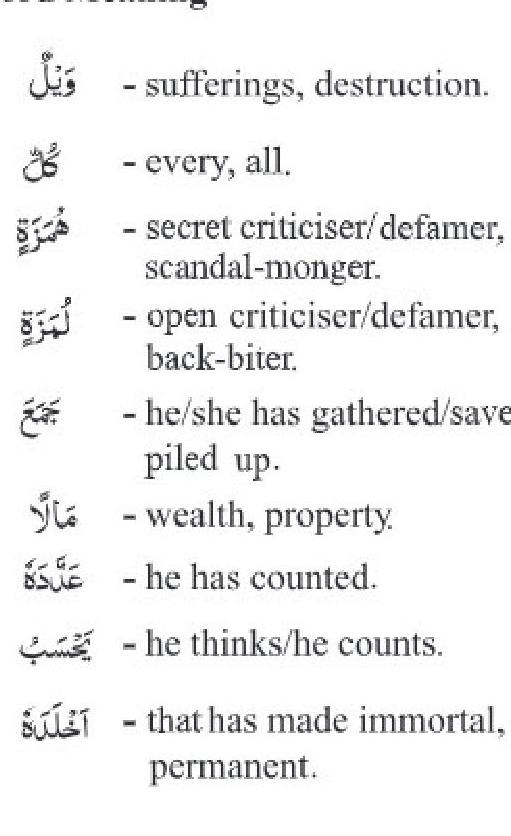 وَيْلٌ - sufferings, destruction.
كُلِّ - every, all.
هُمَزَةٍ - secret criticiser/defamer,
scandal-monger.
لُمَزَةٍ - open criticiser/defamer,
back-biter.
جَمَعَ - he/she has gathered/save
piled up.
مَالًا - wealth, property.
عَدَّدَهٗ - he has counted.
يَحْسَبُ - he thinks/he counts.
اَخْلَدَهٗ - that has made immortal,
permanent.